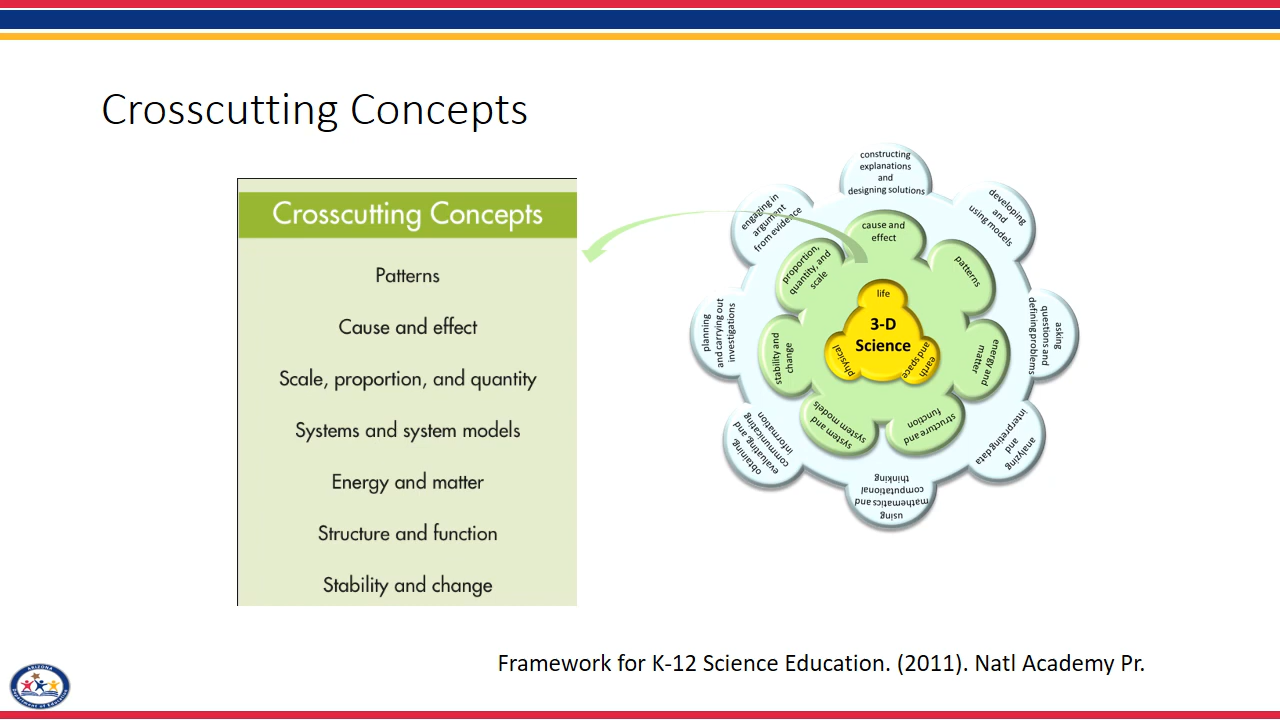 Crosscutting Concepts
Crosscutting Concepts
Patterns
Cause and effect
Scale, proportion, and quantity
Systems and system models
Energy and matter
Structure and function
Stability and change
constructing
explanations
and
designing solutions
developing
and
using models
asking
questions and
defining problems
analyzing
and
interpreting data
using
mathematics and
computational
thinking
obtaining,
evaluating, and
communicating
information
planning
and carrying out
investigations
engaging in
argument
from evidence
cause and
effect
patterns
energy and
matter
structure and
function
system and
system models
stability and
change
proportion,
quantity, and
scale
life
3-D
Science
earth
and space
physical
Framework for K-12 Science Education. (2011). Natl Academy Pr.
ARIZONA
Department of Education